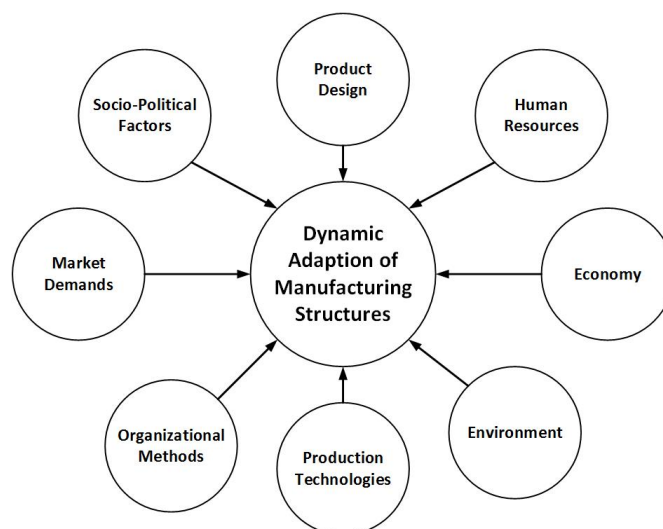 Product
Design
Socio-Political
Factors
Human
Resources
Market
Demands
Dynamic
Adaption of
Manufacturing
Structures
Economy
Organizational
Methods
Production
Technologies
Environment